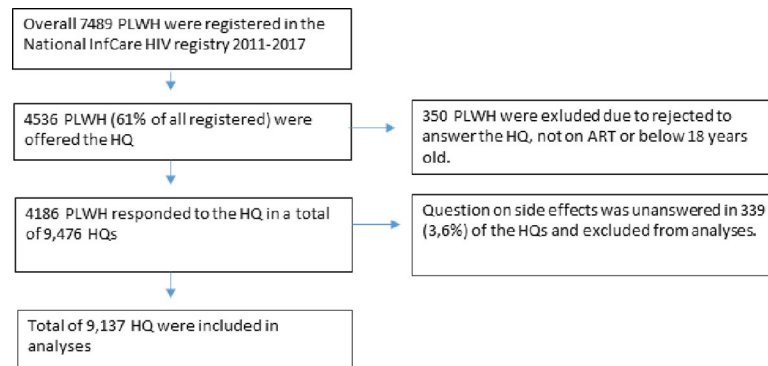 Overall 7489 PLWH were registered in the
National InfCare HIV registry 2011-2017
4536 PLWH (61% of all registered) were
offered the HQ
350 PLWH were exluded due to rejected to
answer the HQ, not on ART or below 18 years
old.
4186 PLWH responded to the HQ in a total
of 9,476 HQs
Question on side effects was unanswered in 339
(3,6%) of the HQs and excluded from analyses.
Total of 9,137 HQ were included in
analyses